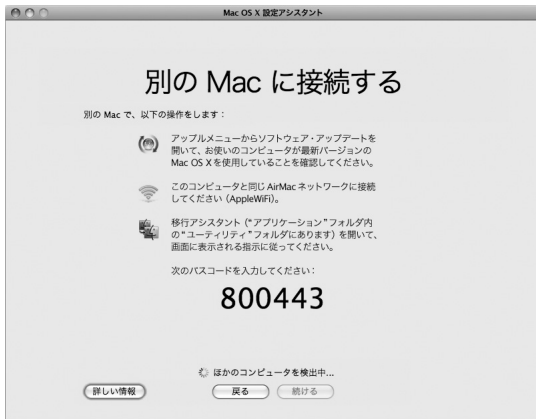 Mac OS X 設定アシスタント
別の Mac に接続する
別の Mac で、以下の操作をします：
アップルメニューからソフトウェア・アップデートを
開いて、お使いのコンピュータが最新バージョンの
Mac OS X を使用していることを確認してください。
このコンピュータと同じ AirMac ネットワークに接続
してください（AppleWiFi）。
移行アシスタント（“アプリケーション”フォルダ内
の“ユーティリティ”フォルダにあります）を開いて、
画面に表示される指示に従ってください。
次のパスコードを入力してください：
800443
ほかのコンピュータを検出中...
詳しい情報
戻る
続ける